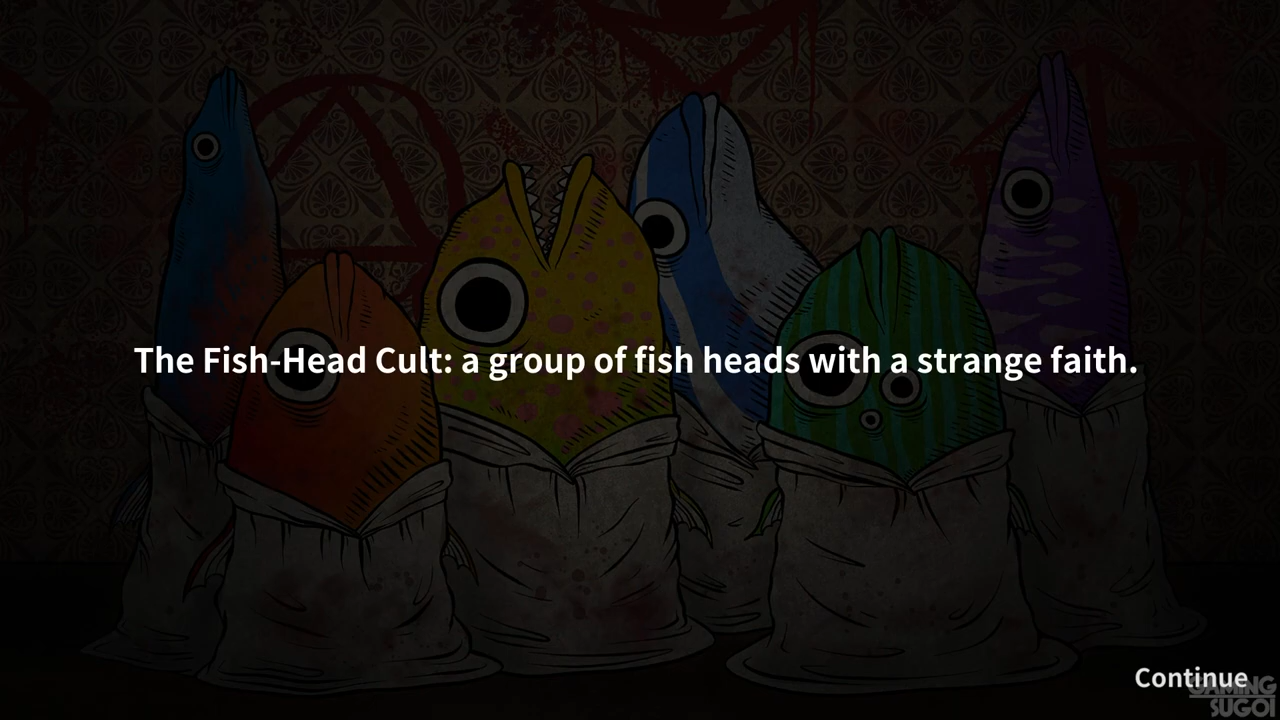 The Fish-Head Cult: a group of fish heads with a strange faith.
Continue
GAMING
SUGOI